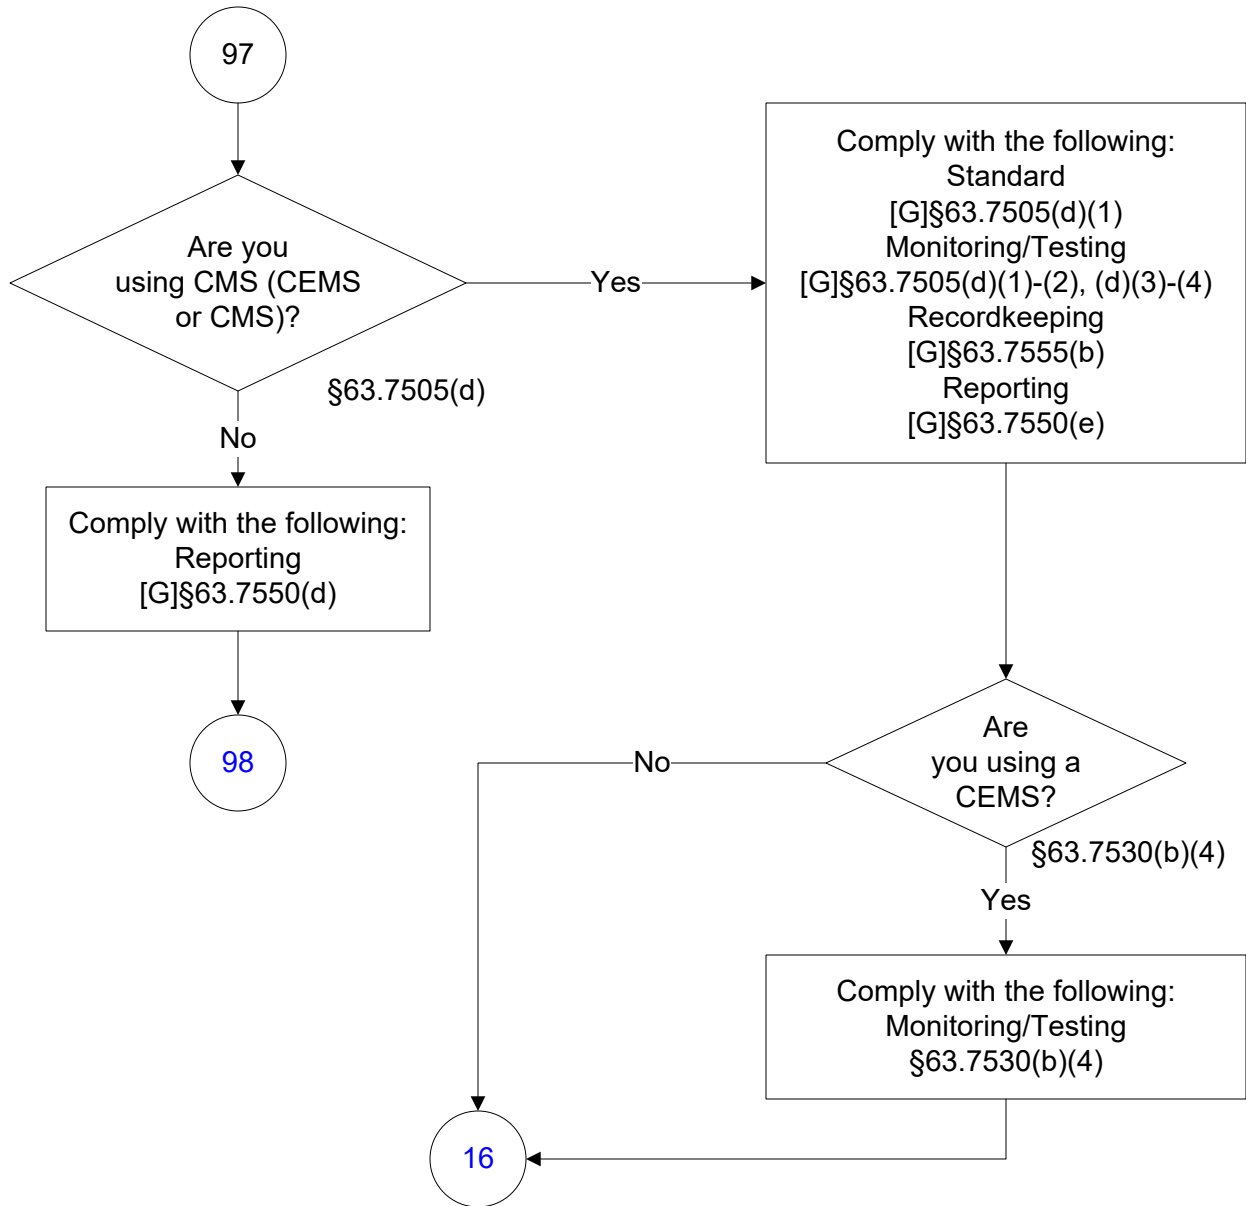 97
Are you
using CMS (CEMS
or CMS)?
§63.7505(d)
Yes
Comply with the following:
Standard
[G]§63.7505(d)(1)
Monitoring/Testing
[G]§63.7505(d)(1)-(2), (d)(3)-(4)
Recordkeeping
[G]§63.7555(b)
Reporting
[G]§63.7550(e)
No
Comply with the following:
Reporting
[G]§63.7550(d)
98
Are
you using a
CEMS?
§63.7530(b)(4)
No
Yes
Comply with the following:
Monitoring/Testing
§63.7530(b)(4)
16